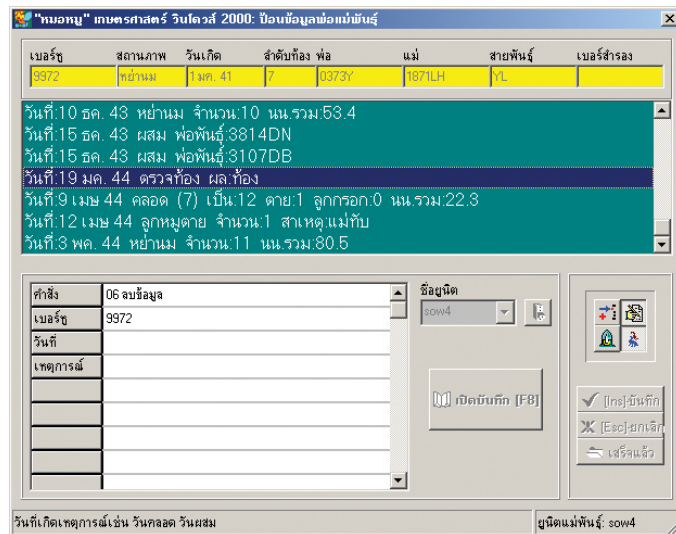 "หมอหมู" เกษตรศาสตร์ วินโดวส์ 2000: ป้อนข้อมูลพ่อแม่พันธุ์
เบอร์หู สถานภาพ วันเกิด ลำดับท้อง พ่อ แม่ สายพันธุ์ เบอร์สำรอง
9972 หย่านม 1 มค. 41 7 0373Y 1871LH YL
วันที่:10 ธค. 43 หย่านม จำนวน:10 นน.รวม:53.4
วันที่:15 ธค. 43 ผสม พ่อพันธุ์:3814DN
วันที่:15 ธค. 43 ผสม พ่อพันธุ์:3107DB
วันที่:19 มค. 44 ตรวจท้อง ผล:ท้อง
วันที่:9 เมษ 44 คลอด (7) เป็น:12 ตาย:1 ลูกกรอก:0 นน.รวม:22.3
วันที่:12 เมษ 44 ลูกหมูตาย จำนวน:1 สาเหตุ:แม่ทับ
วันที่:3 พค. 44 หย่านม จำนวน:11 นน.รวม:80.5
คำสั่ง 06 ลบข้อมูล
เบอร์หู 9972
วันที่
เหตุการณ์
ชื่อยูนิต
sow4
เปิดบันทึก [F8]
[Ins]-บันทึก
[Esc]-ยกเลิก
เสร็จแล้ว
วันที่เกิดเหตุการณ์เช่น วันคลอด วันผสม ยูนิตแม่พันธุ์: sow4